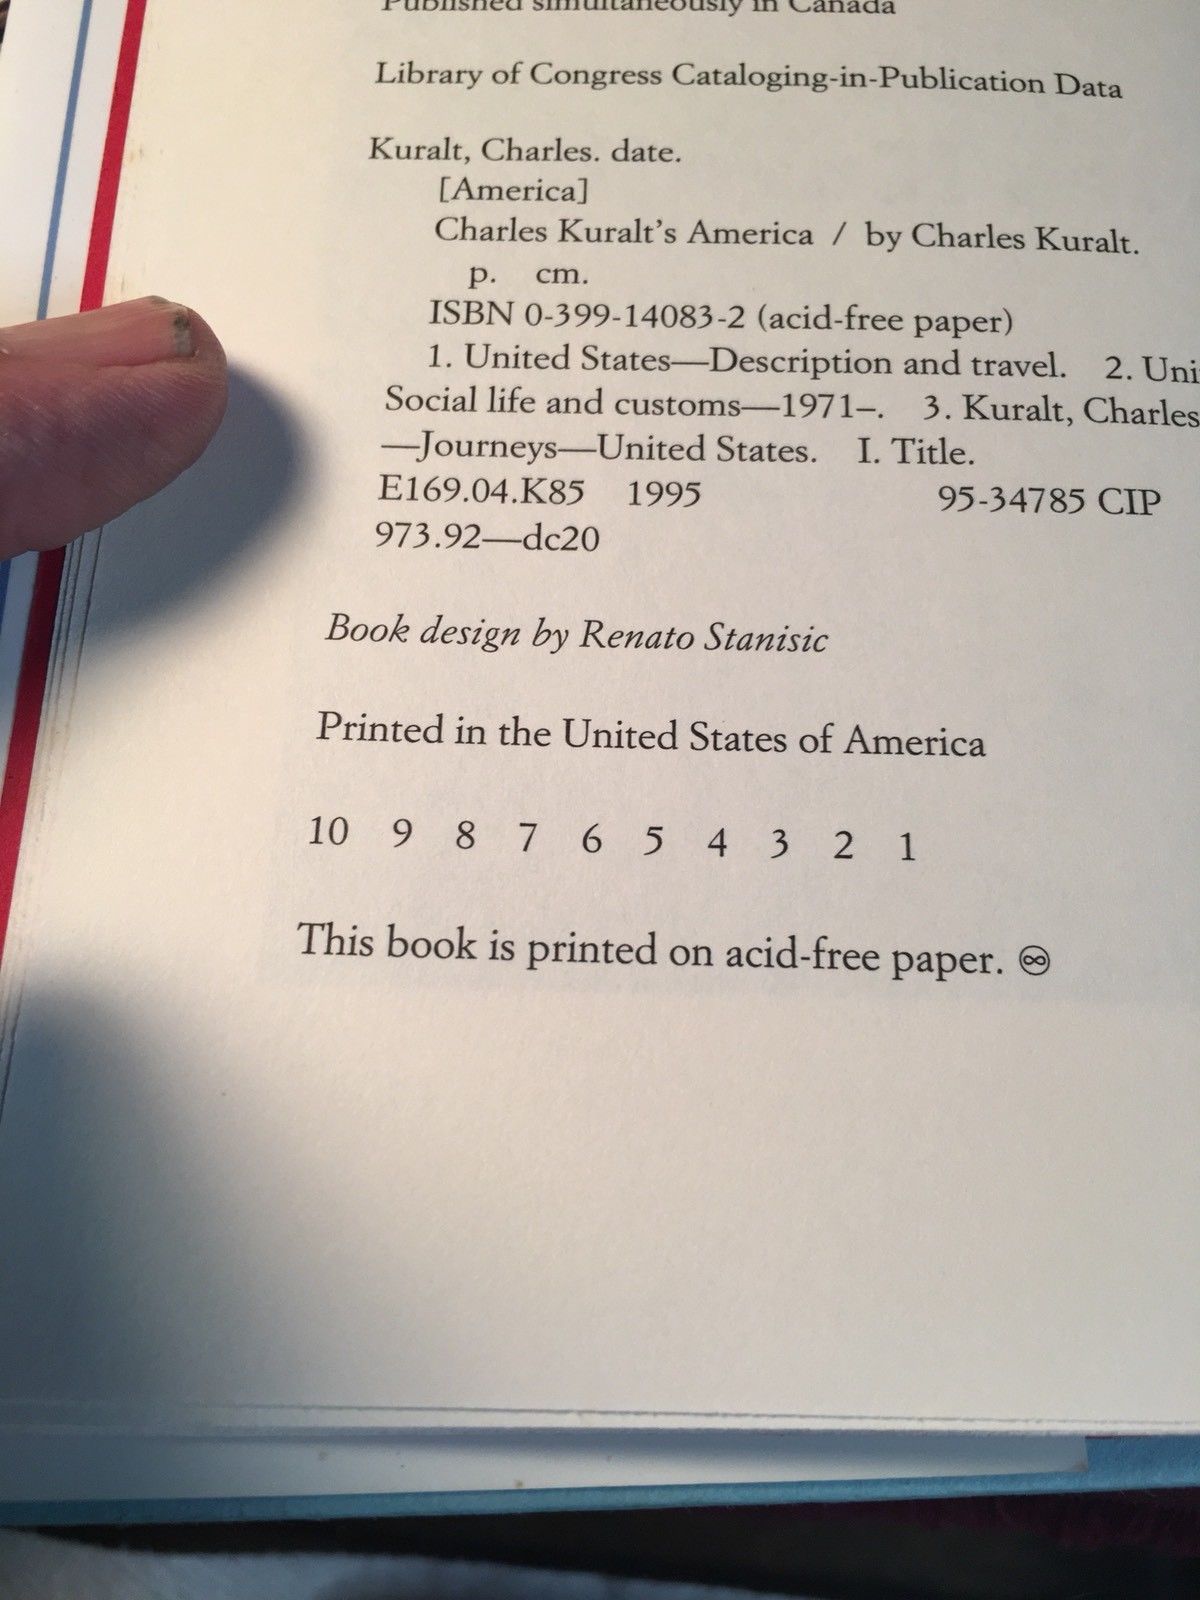 Published simultaneously in Canada
Library of Congress Cataloging-in-Publication Data
Kuralt, Charles. date.
[America]
Charles Kuralt's America / by Charles Kuralt.
p. cm.
ISBN 0-399-14083-2 (acid-free paper)
1. United States—Description and travel. 2. Uni
Social life and customs—1971–. 3. Kuralt, Charles
—Journeys—United States. I. Title.
E169.04.K85 1995 95-34785 CIP
973.92—dc20
Book design by Renato Stanisic
Printed in the United States of America
10 9 8 7 6 5 4 3 2 1
This book is printed on acid-free paper. ♾